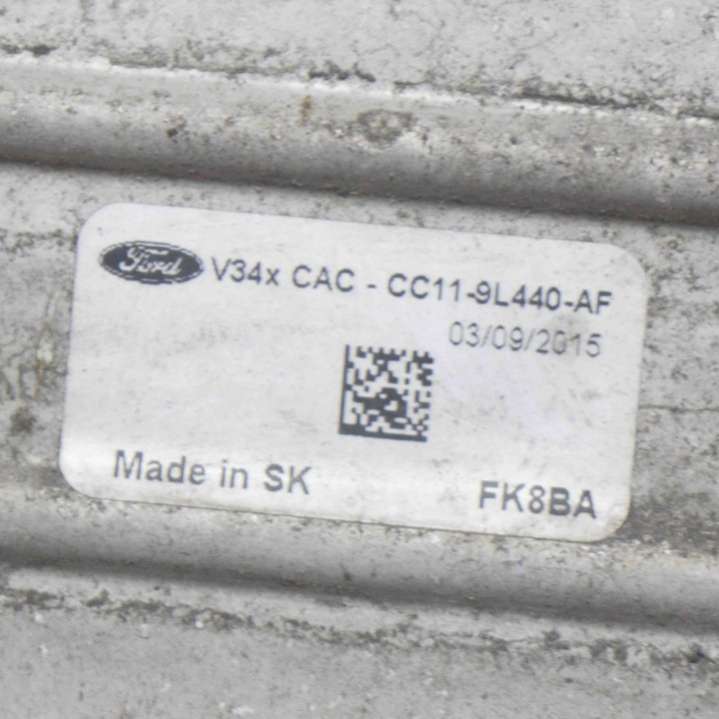 Ford V34x CAC - CC11-9L440-AF
03/09/2015
Made in SK
FK8BA